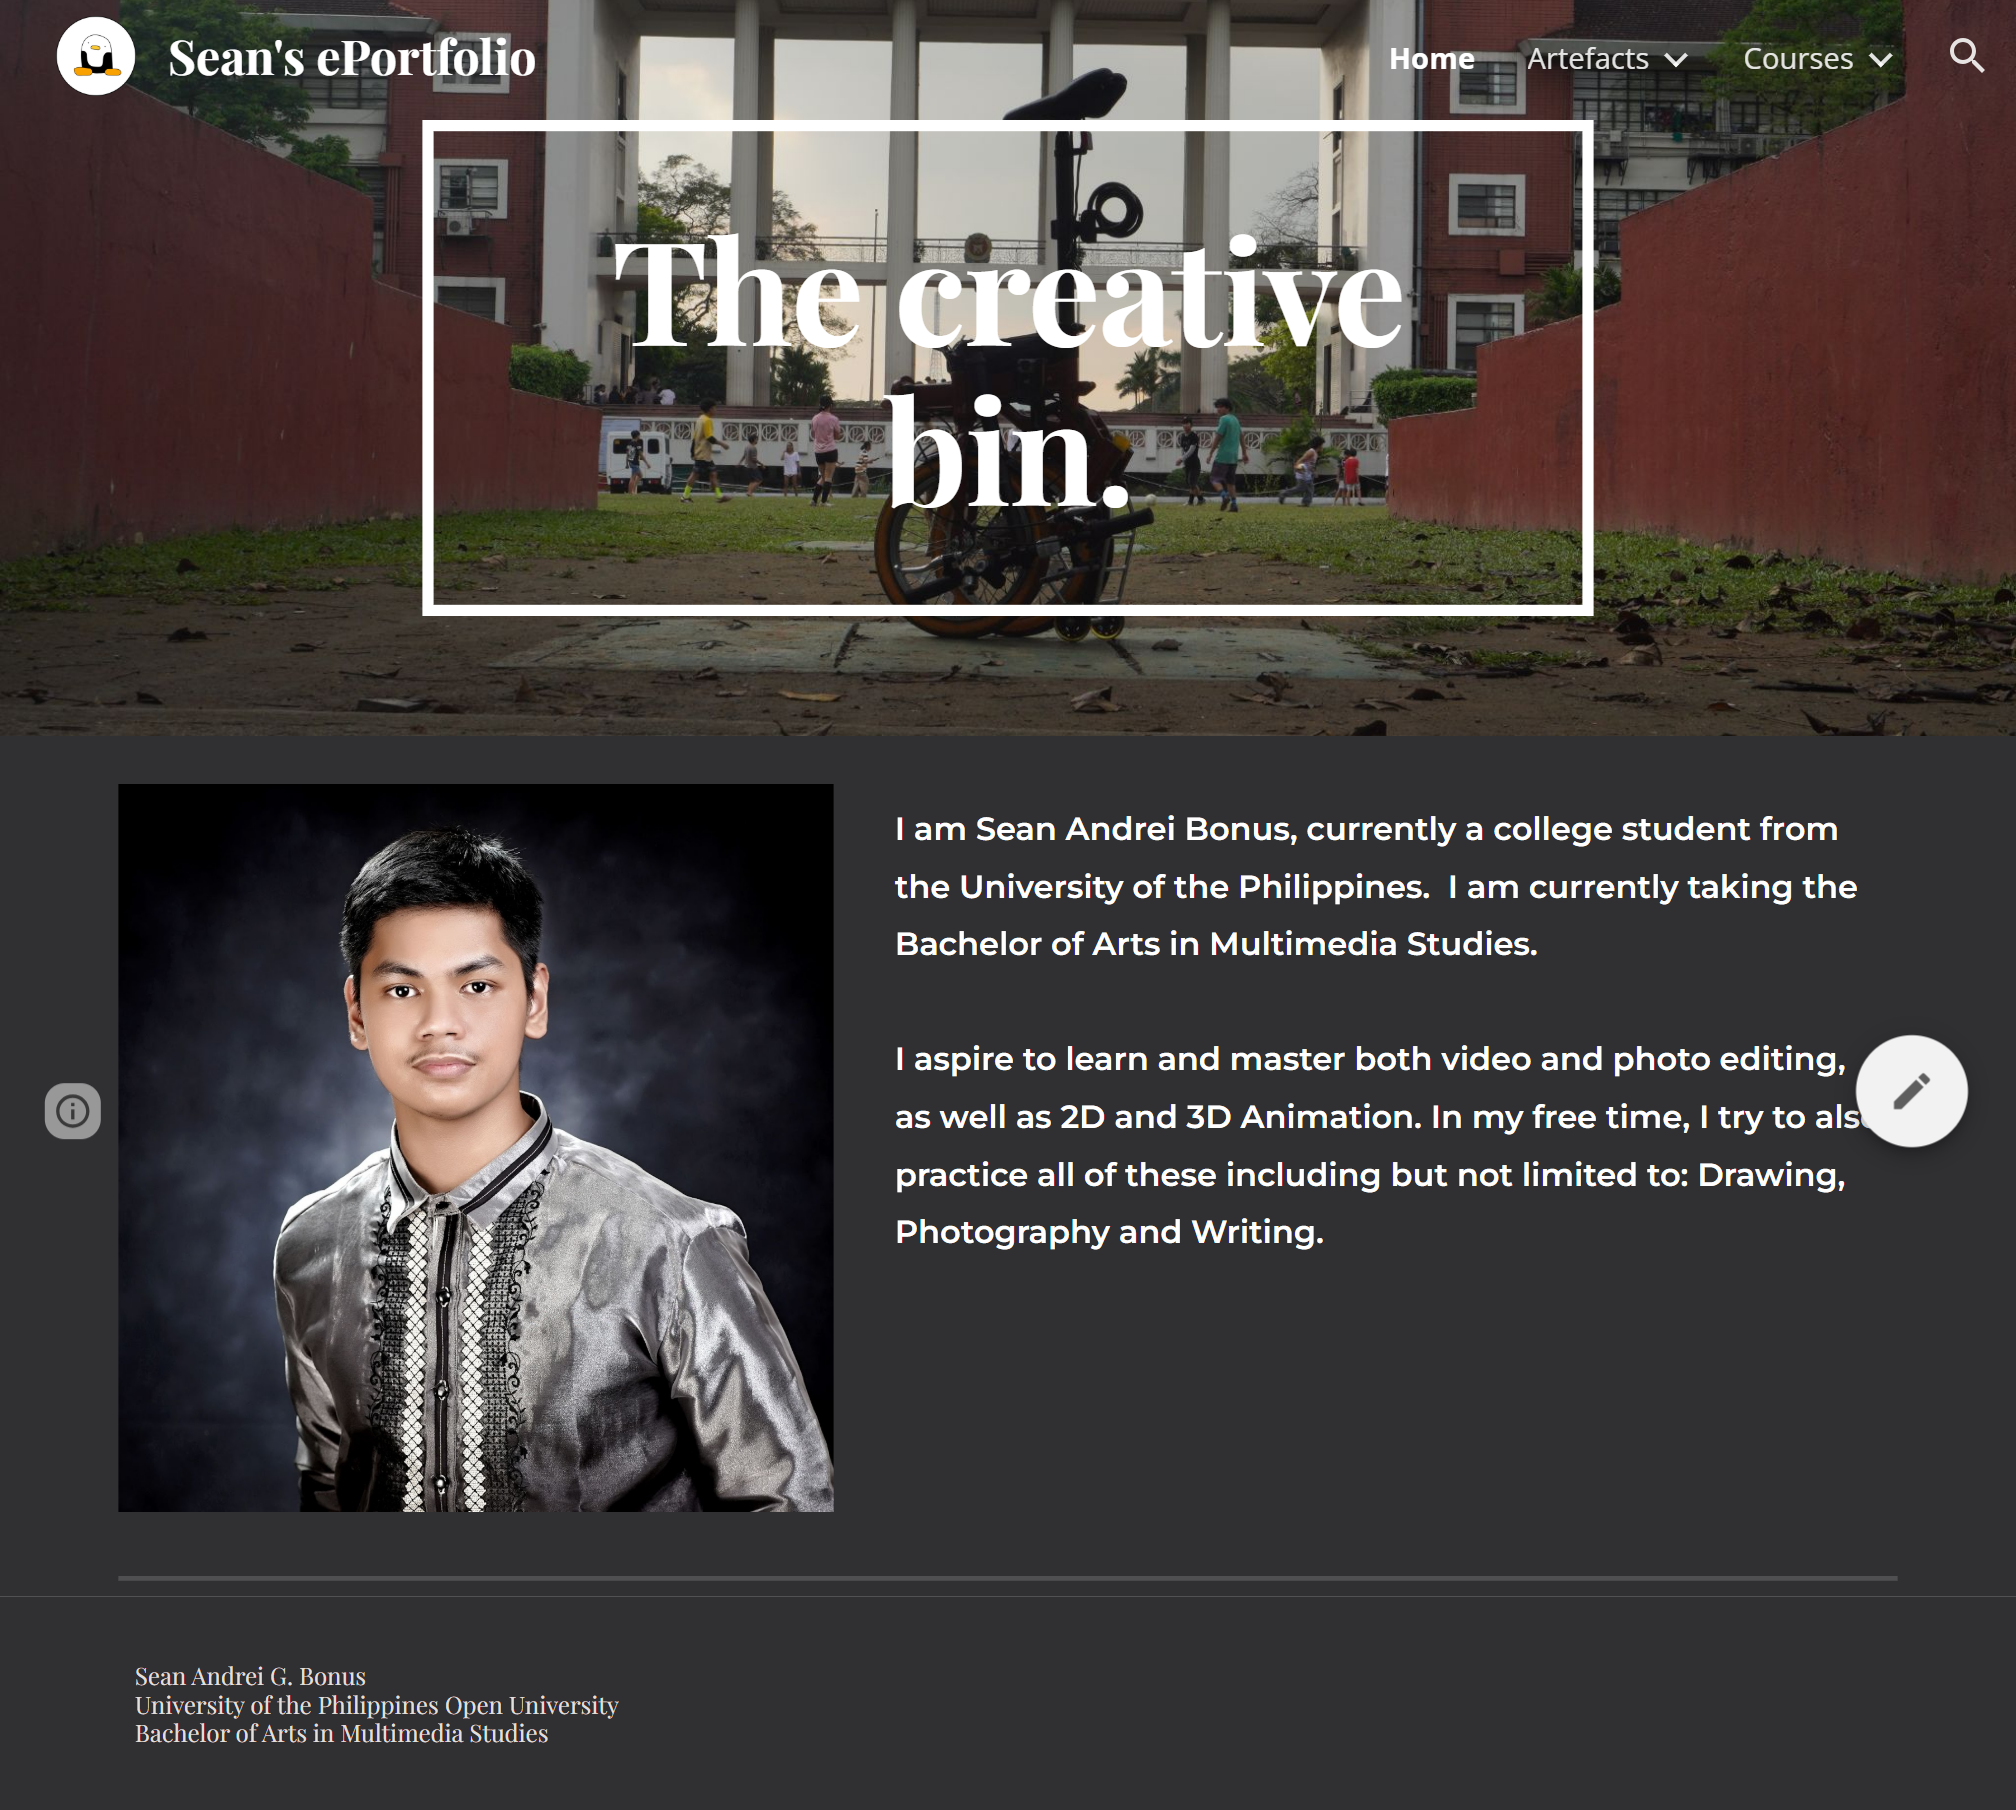 Sean's ePortfolio
Home
Artefacts
Courses
The creative
bin.
I am Sean Andrei Bonus, currently a college student from
the University of the Philippines.  I am currently taking the
Bachelor of Arts in Multimedia Studies.
I aspire to learn and master both video and photo editing,
as well as 2D and 3D Animation. In my free time, I try to also
practice all of these including but not limited to: Drawing,
Photography and Writing.
Sean Andrei G. Bonus
University of the Philippines Open University
Bachelor of Arts in Multimedia Studies